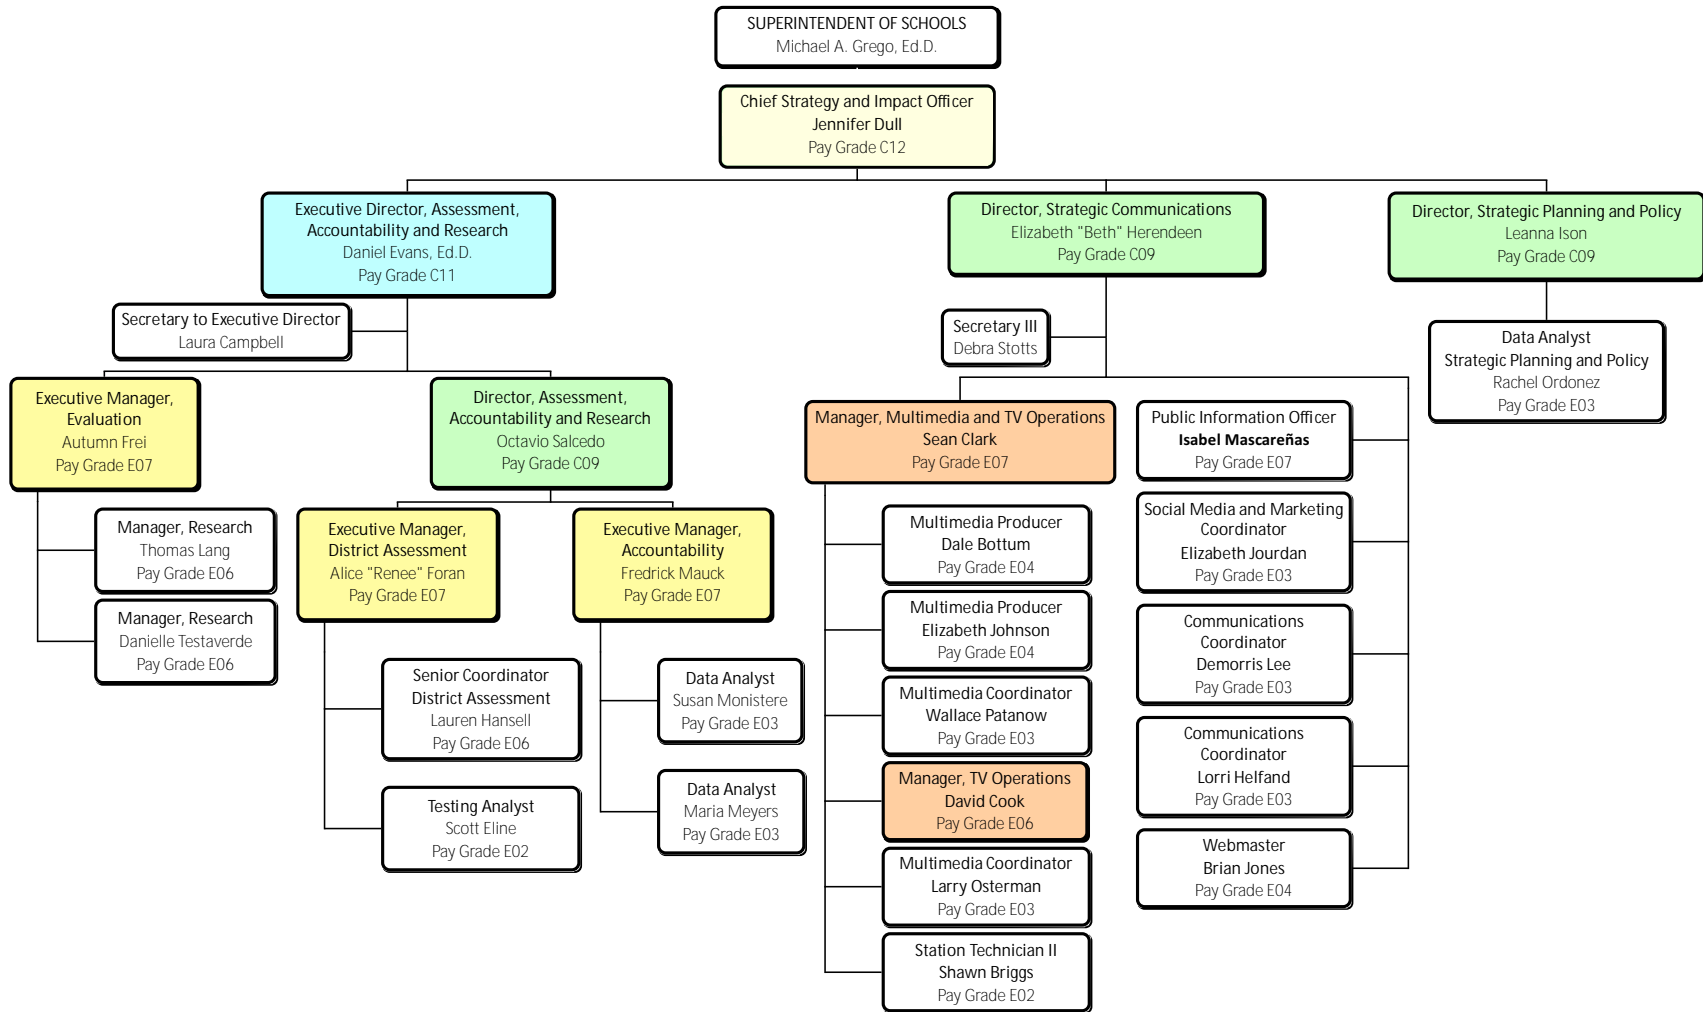 SUPERINTENDENT OF SCHOOLS
Michael A. Grego, Ed.D.
Chief Strategy and Impact Officer
Jennifer Dull
Pay Grade C12
Executive Director, Assessment,
Accountability and Research
Daniel Evans, Ed.D.
Pay Grade C11
Director, Strategic Communications
Elizabeth "Beth" Herendeen
Pay Grade C09
Director, Strategic Planning and Policy
Leanna Ison
Pay Grade C09
Secretary to Executive Director
Laura Campbell
Secretary III
Debra Stotts
Data Analyst
Strategic Planning and Policy
Rachel Ordonez
Pay Grade E03
Executive Manager,
Evaluation
Autumn Frei
Pay Grade E07
Director, Assessment,
Accountability and Research
Octavio Salcedo
Pay Grade C09
Manager, Research
Thomas Lang
Pay Grade E06
Manager, Research
Danielle Testaverde
Pay Grade E06
Executive Manager,
District Assessment
Alice "Renee" Foran
Pay Grade E07
Executive Manager,
Accountability
Fredrick Mauck
Pay Grade E07
Senior Coordinator
District Assessment
Lauren Hansell
Pay Grade E06
Testing Analyst
Scott Eline
Pay Grade E02
Data Analyst
Susan Monistere
Pay Grade E03
Data Analyst
Maria Meyers
Pay Grade E03
Manager, Multimedia and TV Operations
Sean Clark
Pay Grade E07
Multimedia Producer
Dale Bottum
Pay Grade E04
Multimedia Producer
Elizabeth Johnson
Pay Grade E04
Multimedia Coordinator
Wallace Patanow
Pay Grade E03
Manager, TV Operations
David Cook
Pay Grade E06
Multimedia Coordinator
Larry Osterman
Pay Grade E03
Station Technician II
Shawn Briggs
Pay Grade E02
Public Information Officer
Isabel Mascareñas
Pay Grade E07
Social Media and Marketing
Coordinator
Elizabeth Jourdan
Pay Grade E03
Communications
Coordinator
Demorris Lee
Pay Grade E03
Communications
Coordinator
Lorri Helfand
Pay Grade E03
Webmaster
Brian Jones
Pay Grade E04